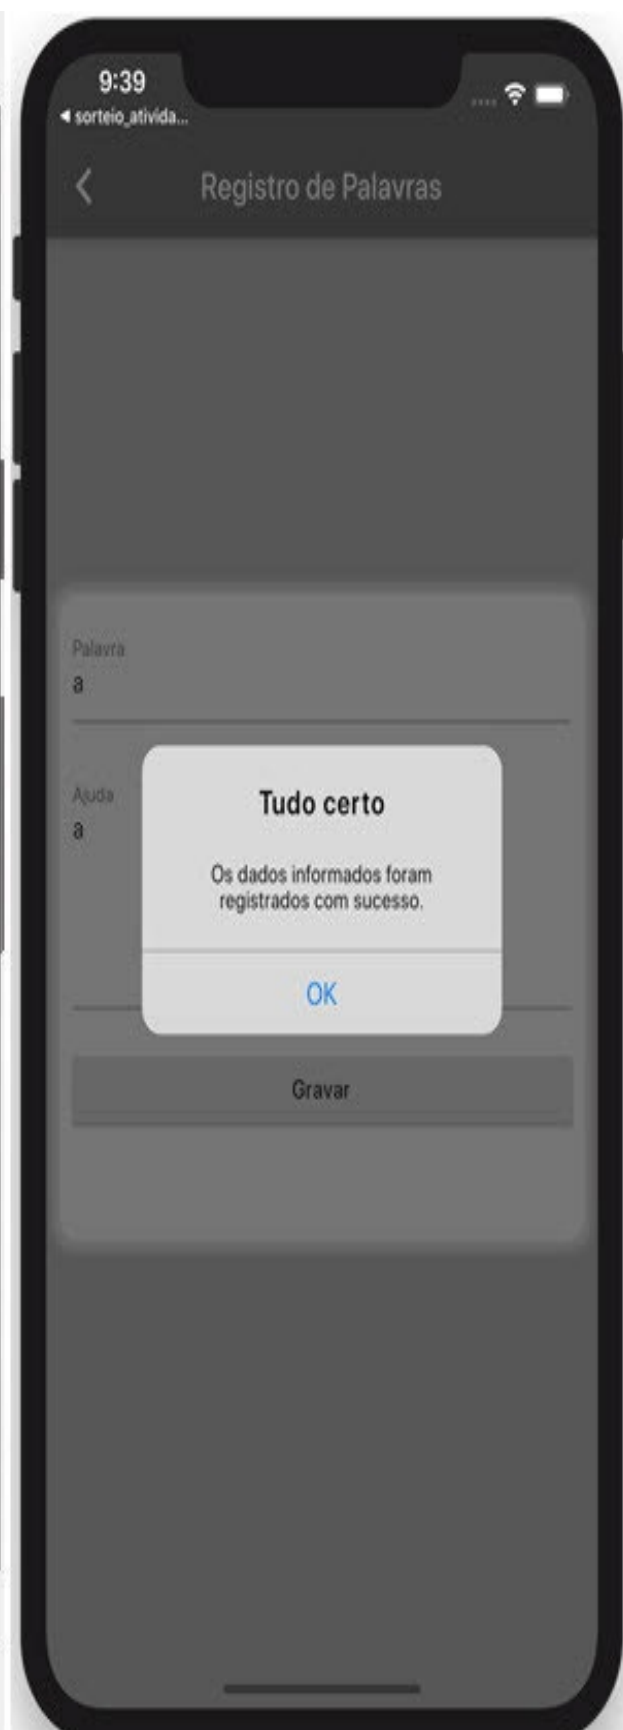 9:39
◀ sorteio_ativida...
Registro de Palavras
Palavra
a
Ajuda
a
Tudo certo
Os dados informados foram
registrados com sucesso.
OK
Gravar